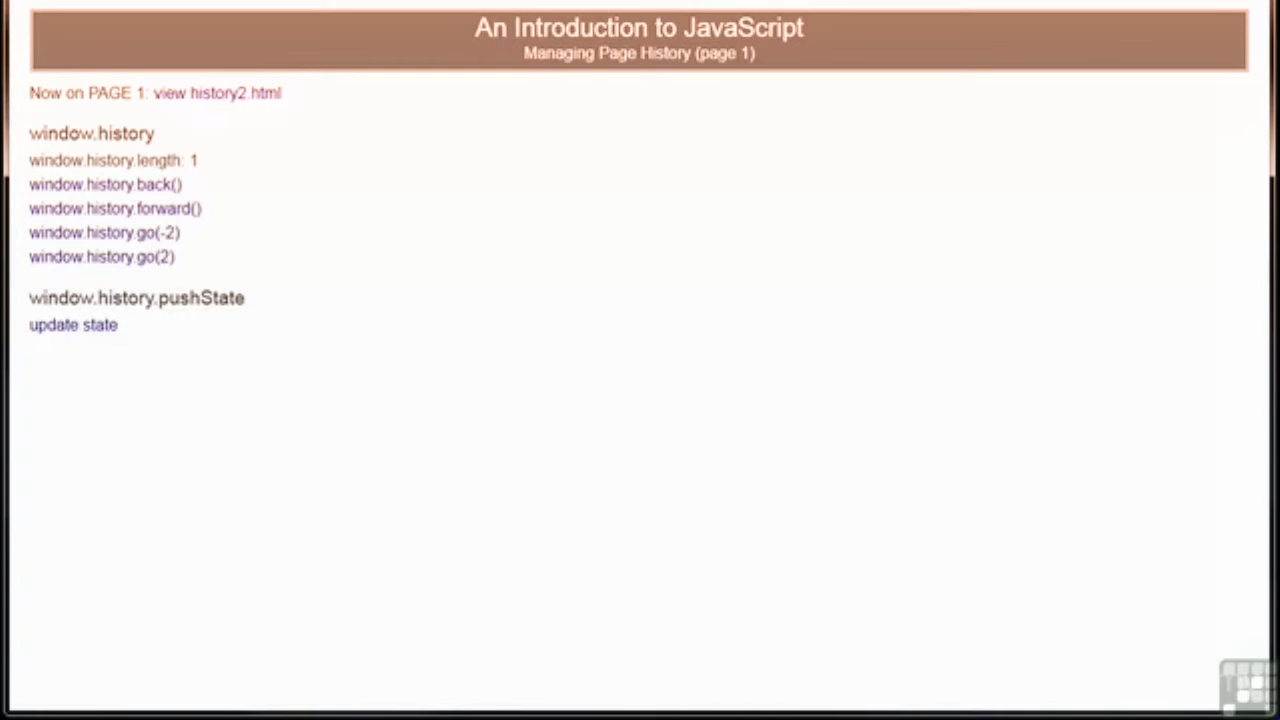 An Introduction to JavaScript
Managing Page History (page 1)
Now on PAGE 1: view history2.html
window.history
window.history.length: 1
window.history.back()
window.history.forward()
window.history.go(-2)
window.history.go(2)
window.history.pushState
update state